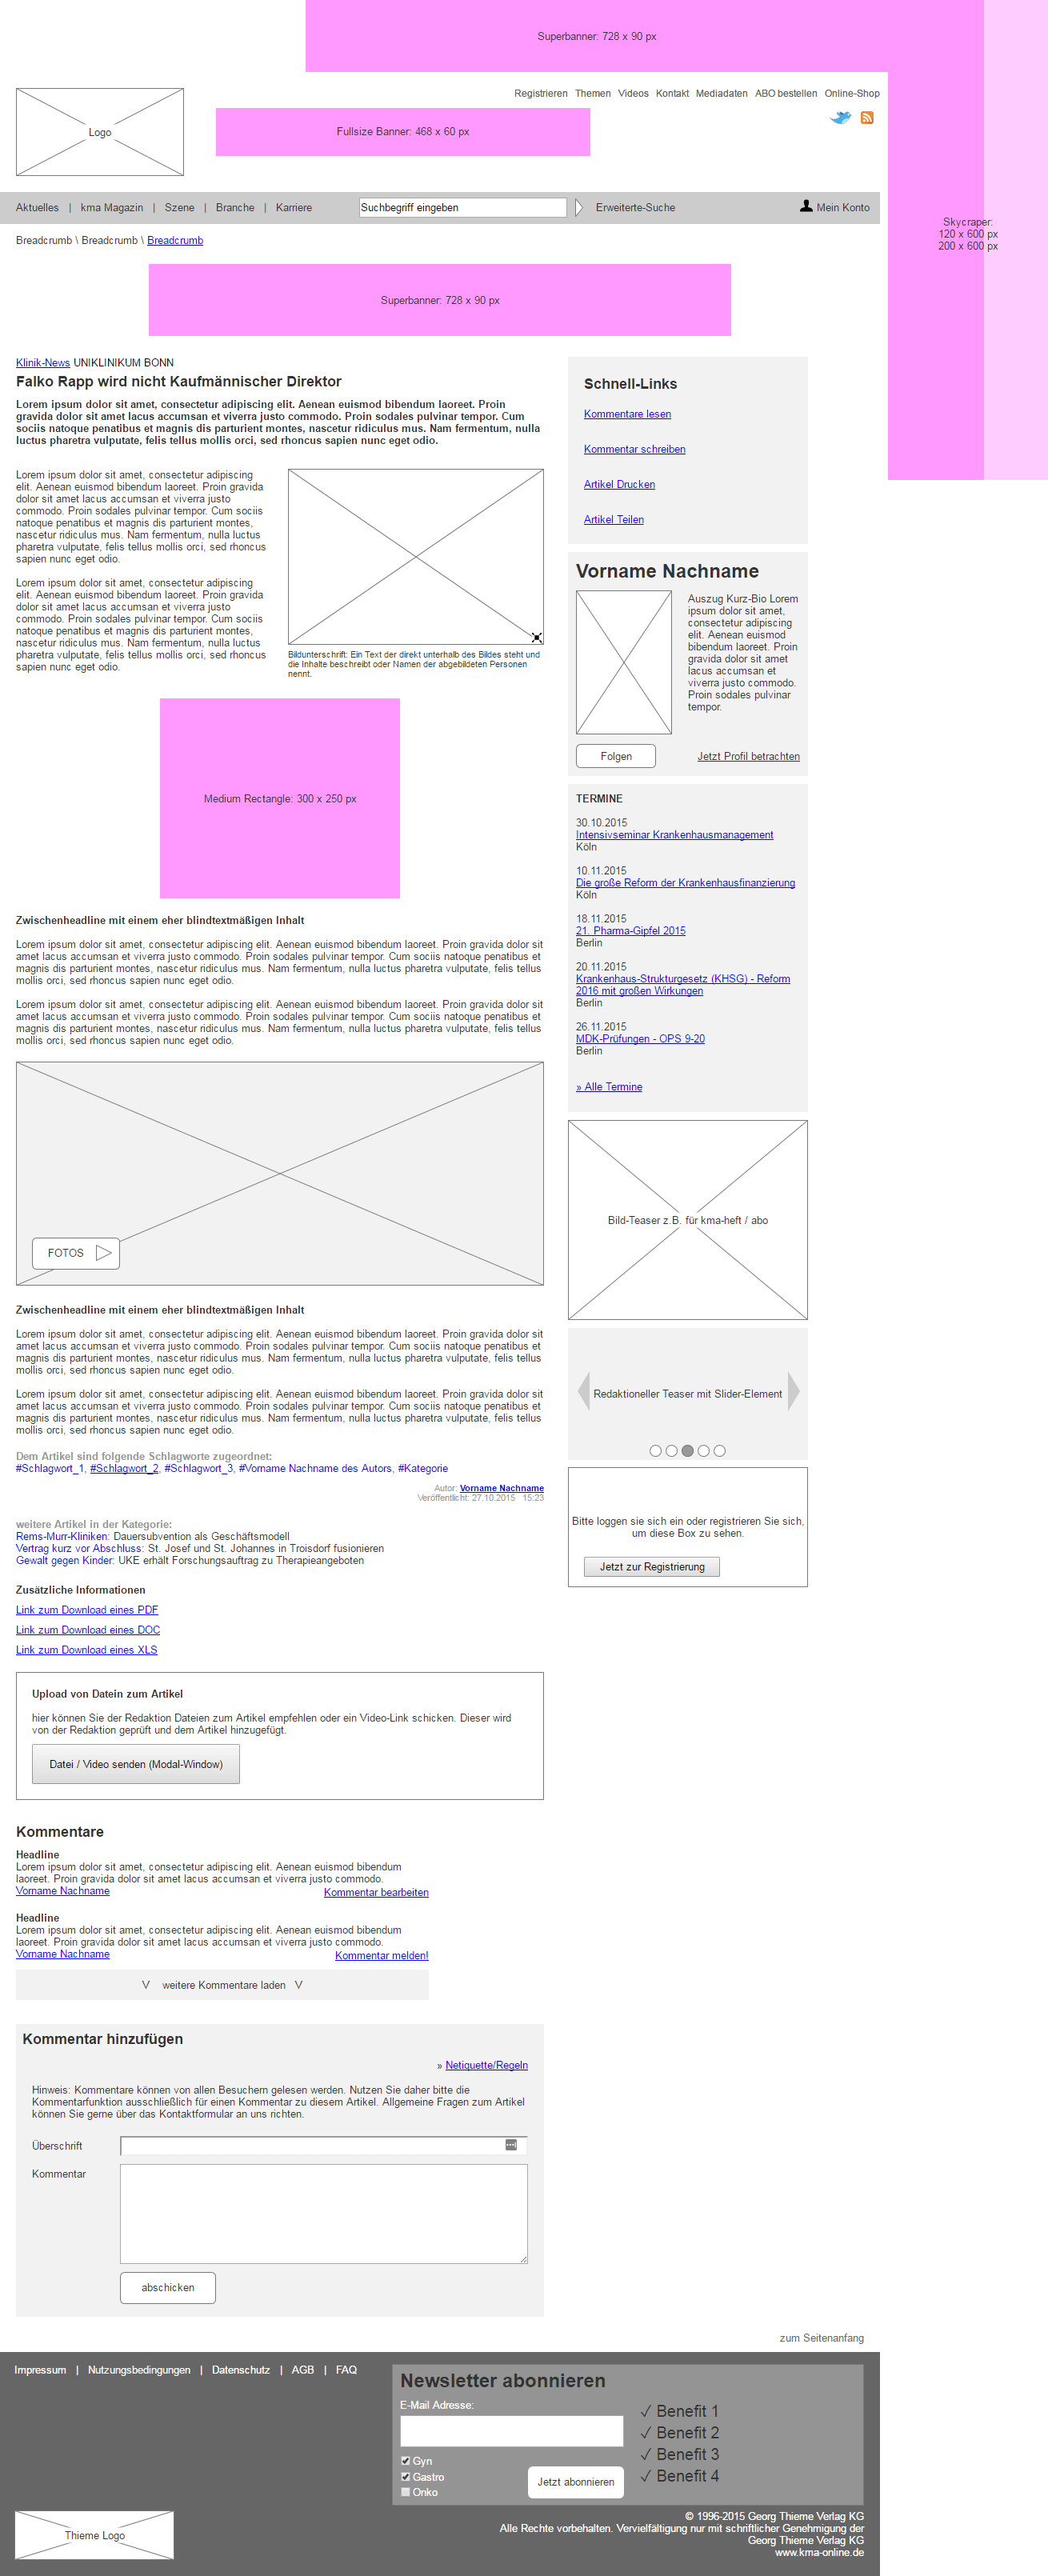 Superbanner: 728 x 90 px
Registrieren Themen Videos Kontakt Mediadaten ABO bestellen Online-Shop
Logo
Fullsize Banner: 468 x 60 px
Aktuelles | kma Magazin | Szene | Branche | Karriere
Suchbegriff eingeben
Erweiterte-Suche
Mein Konto
Skycraper:
120 x 600 px
200 x 600 px
Breadcrumb \ Breadcrumb \ Breadcrumb
Superbanner: 728 x 90 px
Klinik-News UNIKLINIKUM BONN
Falko Rapp wird nicht Kaufmännischer Direktor
Lorem ipsum dolor sit amet, consectetur adipiscing elit. Aenean euismod bibendum laoreet. Proin
gravida dolor sit amet lacus accumsan et viverra justo commodo. Proin sodales pulvinar tempor. Cum
sociis natoque penatibus et magnis dis parturient montes, nascetur ridiculus mus. Nam fermentum, nulla
luctus pharetra vulputate, felis tellus mollis orci, sed rhoncus sapien nunc eget odio.
Lorem ipsum dolor sit amet, consectetur adipiscing
elit. Aenean euismod bibendum laoreet. Proin gravida
dolor sit amet lacus accumsan et viverra justo
commodo. Proin sodales pulvinar tempor. Cum sociis
natoque penatibus et magnis dis parturient montes,
nascetur ridiculus mus. Nam fermentum, nulla luctus
pharetra vulputate, felis tellus mollis orci, sed rhoncus
sapien nunc eget odio.
Lorem ipsum dolor sit amet, consectetur adipiscing
elit. Aenean euismod bibendum laoreet. Proin gravida
dolor sit amet lacus accumsan et viverra justo
commodo. Proin sodales pulvinar tempor. Cum sociis
natoque penatibus et magnis dis parturient montes,
nascetur ridiculus mus. Nam fermentum, nulla luctus
pharetra vulputate, felis tellus mollis orci, sed rhoncus
sapien nunc eget odio.
Bildunterschrift: Ein Text der direkt unterhalb des Bildes steht und
die Inhalte beschreibt oder Namen der abgebildeten Personen
nennt.
Medium Rectangle: 300 x 250 px
Zwischenheadline mit einem eher blindtextmäßigen Inhalt
Lorem ipsum dolor sit amet, consectetur adipiscing elit. Aenean euismod bibendum laoreet. Proin gravida dolor sit
amet lacus accumsan et viverra justo commodo. Proin sodales pulvinar tempor. Cum sociis natoque penatibus et
magnis dis parturient montes, nascetur ridiculus mus. Nam fermentum, nulla luctus pharetra vulputate, felis tellus
mollis orci, sed rhoncus sapien nunc eget odio.
Lorem ipsum dolor sit amet, consectetur adipiscing elit. Aenean euismod bibendum laoreet. Proin gravida dolor sit
amet lacus accumsan et viverra justo commodo. Proin sodales pulvinar tempor. Cum sociis natoque penatibus et
magnis dis parturient montes, nascetur ridiculus mus. Nam fermentum, nulla luctus pharetra vulputate, felis tellus
mollis orci, sed rhoncus sapien nunc eget odio.
FOTOS
Zwischenheadline mit einem eher blindtextmäßigen Inhalt
Lorem ipsum dolor sit amet, consectetur adipiscing elit. Aenean euismod bibendum laoreet. Proin gravida dolor sit
amet lacus accumsan et viverra justo commodo. Proin sodales pulvinar tempor. Cum sociis natoque penatibus et
magnis dis parturient montes, nascetur ridiculus mus. Nam fermentum, nulla luctus pharetra vulputate, felis tellus
mollis orci, sed rhoncus sapien nunc eget odio.
Lorem ipsum dolor sit amet, consectetur adipiscing elit. Aenean euismod bibendum laoreet. Proin gravida dolor sit
amet lacus accumsan et viverra justo commodo. Proin sodales pulvinar tempor. Cum sociis natoque penatibus et
magnis dis parturient montes, nascetur ridiculus mus. Nam fermentum, nulla luctus pharetra vulputate, felis tellus
mollis orci, sed rhoncus sapien nunc eget odio.
Dem Artikel sind folgende Schlagworte zugeordnet:
#Schlagwort_1, #Schlagwort_2, #Schlagwort_3, #Vorname Nachname des Autors, #Kategorie
Autor: Vorname Nachname
Veröffentlicht: 27.10.2015 15:23
weitere Artikel in der Kategorie:
Rems-Murr-Kliniken: Dauersubvention als Geschäftsmodell
Vertrag kurz vor Abschluss: St. Josef und St. Johannes in Troisdorf fusionieren
Gewalt gegen Kinder: UKE erhält Forschungsauftrag zu Therapieangeboten
Zusätzliche Informationen
Link zum Download eines PDF
Link zum Download eines DOC
Link zum Download eines XLS
Upload von Datein zum Artikel
hier können Sie der Redaktion Dateien zum Artikel empfehlen oder ein Video-Link schicken. Dieser wird
von der Redaktion geprüft und dem Artikel hinzugefügt.
Datei / Video senden (Modal-Window)
Kommentare
Headline
Lorem ipsum dolor sit amet, consectetur adipiscing elit. Aenean euismod bibendum
laoreet. Proin gravida dolor sit amet lacus accumsan et viverra justo commodo.
Vorname Nachname Kommentar bearbeiten
Headline
Lorem ipsum dolor sit amet, consectetur adipiscing elit. Aenean euismod bibendum
laoreet. Proin gravida dolor sit amet lacus accumsan et viverra justo commodo.
Vorname Nachname Kommentar melden!
V weitere Kommentare laden V
Kommentar hinzufügen
» Netiquette/Regeln
Hinweis: Kommentare können von allen Besuchern gelesen werden. Nutzen Sie daher bitte die
Kommentarfunktion ausschließlich für einen Kommentar zu diesem Artikel. Allgemeine Fragen zum Artikel
können Sie gerne über das Kontaktformular an uns richten.
Überschrift
Kommentar
abschicken
Schnell-Links
Kommentare lesen
Kommentar schreiben
Artikel Drucken
Artikel Teilen
Vorname Nachname
Auszug Kurz-Bio Lorem
ipsum dolor sit amet,
consectetur adipiscing
elit. Aenean euismod
bibendum laoreet. Proin
gravida dolor sit amet
lacus accumsan et
viverra justo commodo.
Proin sodales pulvinar
tempor.
Folgen
Jetzt Profil betrachten
TERMINE
30.10.2015
Intensivseminar Krankenhausmanagement
Köln
10.11.2015
Die große Reform der Krankenhausfinanzierung
Köln
18.11.2015
21. Pharma-Gipfel 2015
Berlin
20.11.2015
Krankenhaus-Strukturgesetz (KHSG) - Reform
2016 mit großen Wirkungen
Berlin
26.11.2015
MDK-Prüfungen - OPS 9-20
Berlin
» Alle Termine
Bild-Teaser z.B. für kma-heft / abo
Redaktioneller Teaser mit Slider-Element
Bitte loggen sie sich ein oder registrieren Sie sich,
um diese Box zu sehen.
Jetzt zur Registrierung
zum Seitenanfang
Impressum | Nutzungsbedingungen | Datenschutz | AGB | FAQ
Newsletter abonnieren
E-Mail Adresse:
Gyn
Gastro
Onko
Jetzt abonnieren
✓ Benefit 1
✓ Benefit 2
✓ Benefit 3
✓ Benefit 4
Thieme Logo
© 1996-2015 Georg Thieme Verlag KG
Alle Rechte vorbehalten. Vervielfältigung nur mit schriftlicher Genehmigung der
Georg Thieme Verlag KG
www.kma-online.de